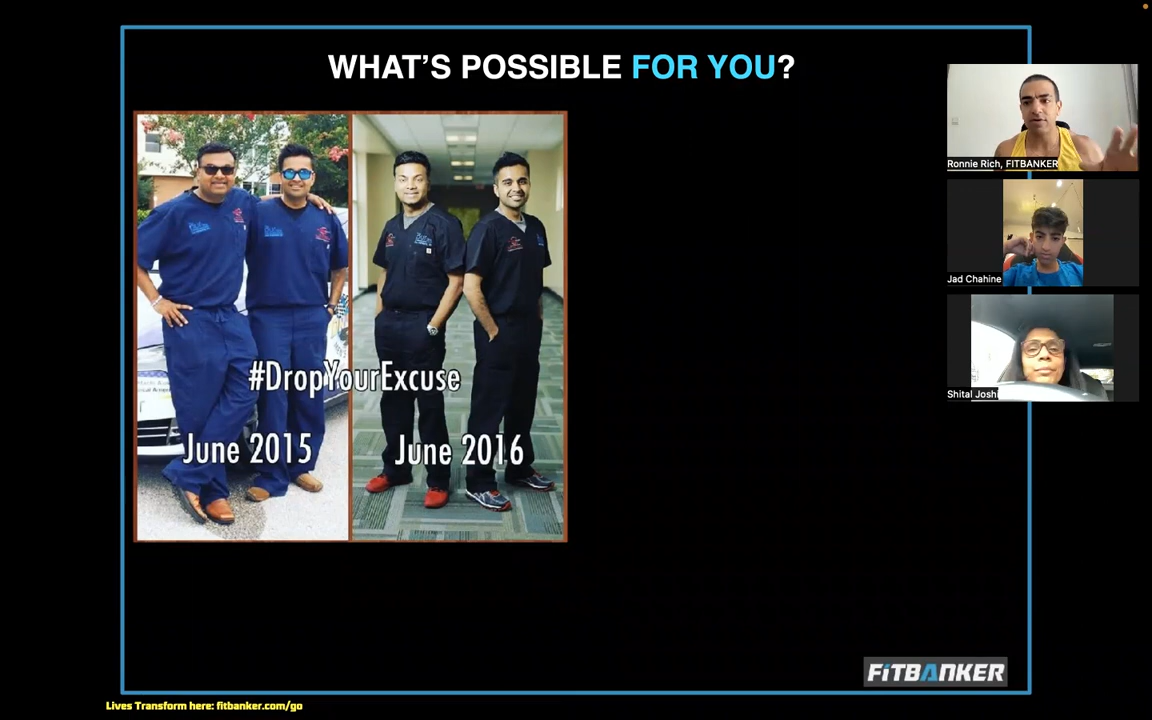 WHAT'S POSSIBLE FOR YOU?
#DropYourExcuse
June 2015
June 2016
Ronnie Rich, FITBANKER
Jad Chahine
Shital Joshi
FiTBANKER
Lives Transform here: fitbanker.com/go